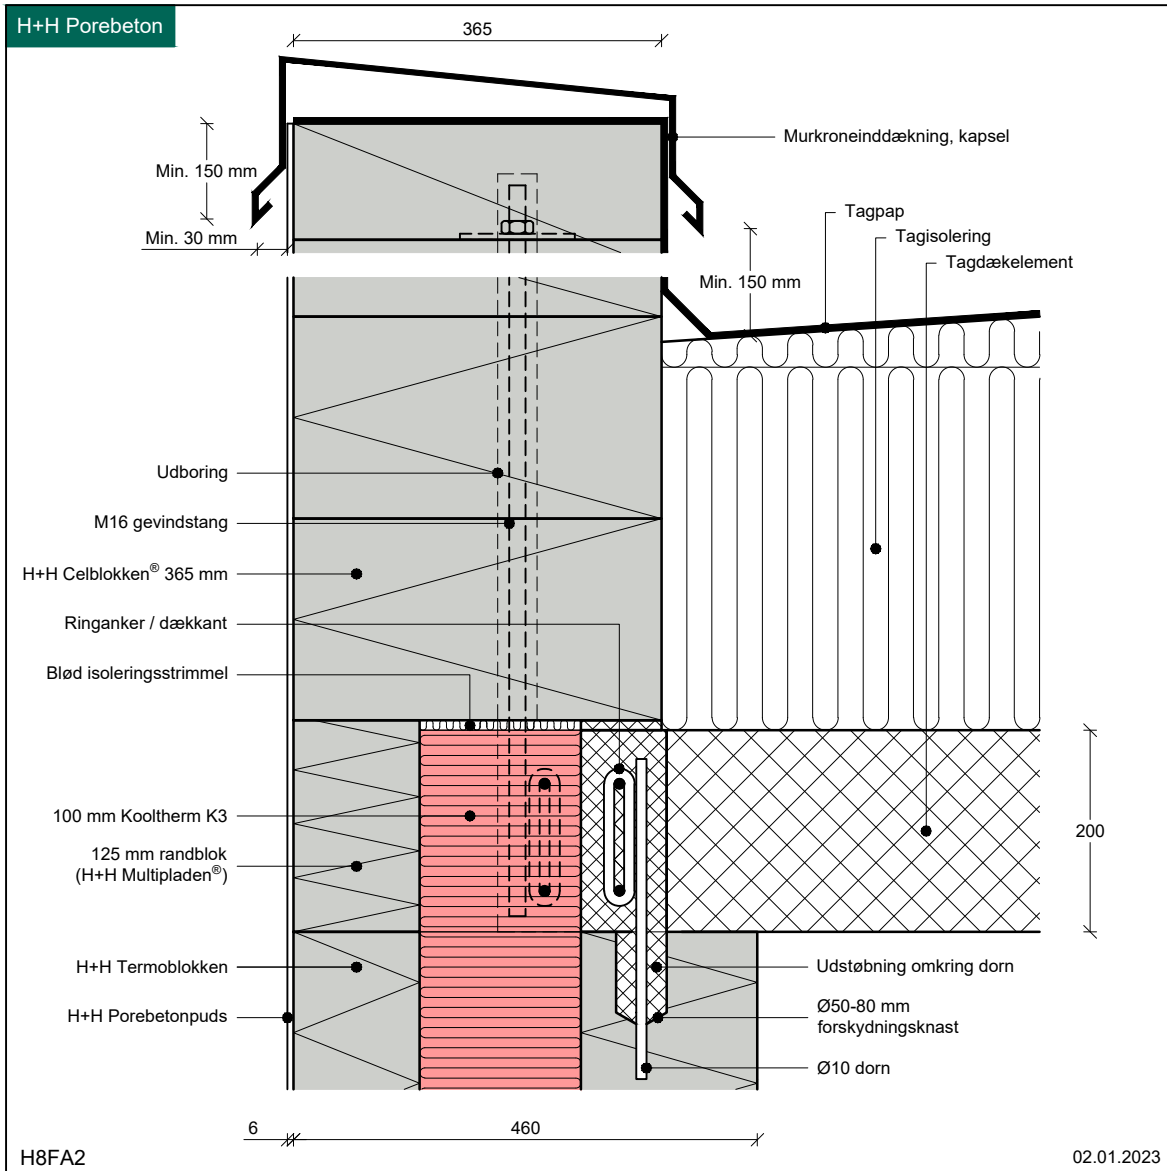 H+H Porebeton
365
Murkroneinddækning, kapsel
Min. 150 mm
Min. 30 mm
Tagpap
Tagisolering
Tagdækelement
Min. 150 mm
Udboring
M16 gevindstang
H+H Celblokken® 365 mm
Ringanker / dækkant
Blød isoleringsstrimmel
100 mm Kooltherm K3
125 mm randblok
(H+H Multipladen®)
200
H+H Termoblokken
H+H Porebetonpuds
Udstøbning omkring dorn
Ø50-80 mm
forskydningsknast
Ø10 dorn
6
460
H8FA2
02.01.2023